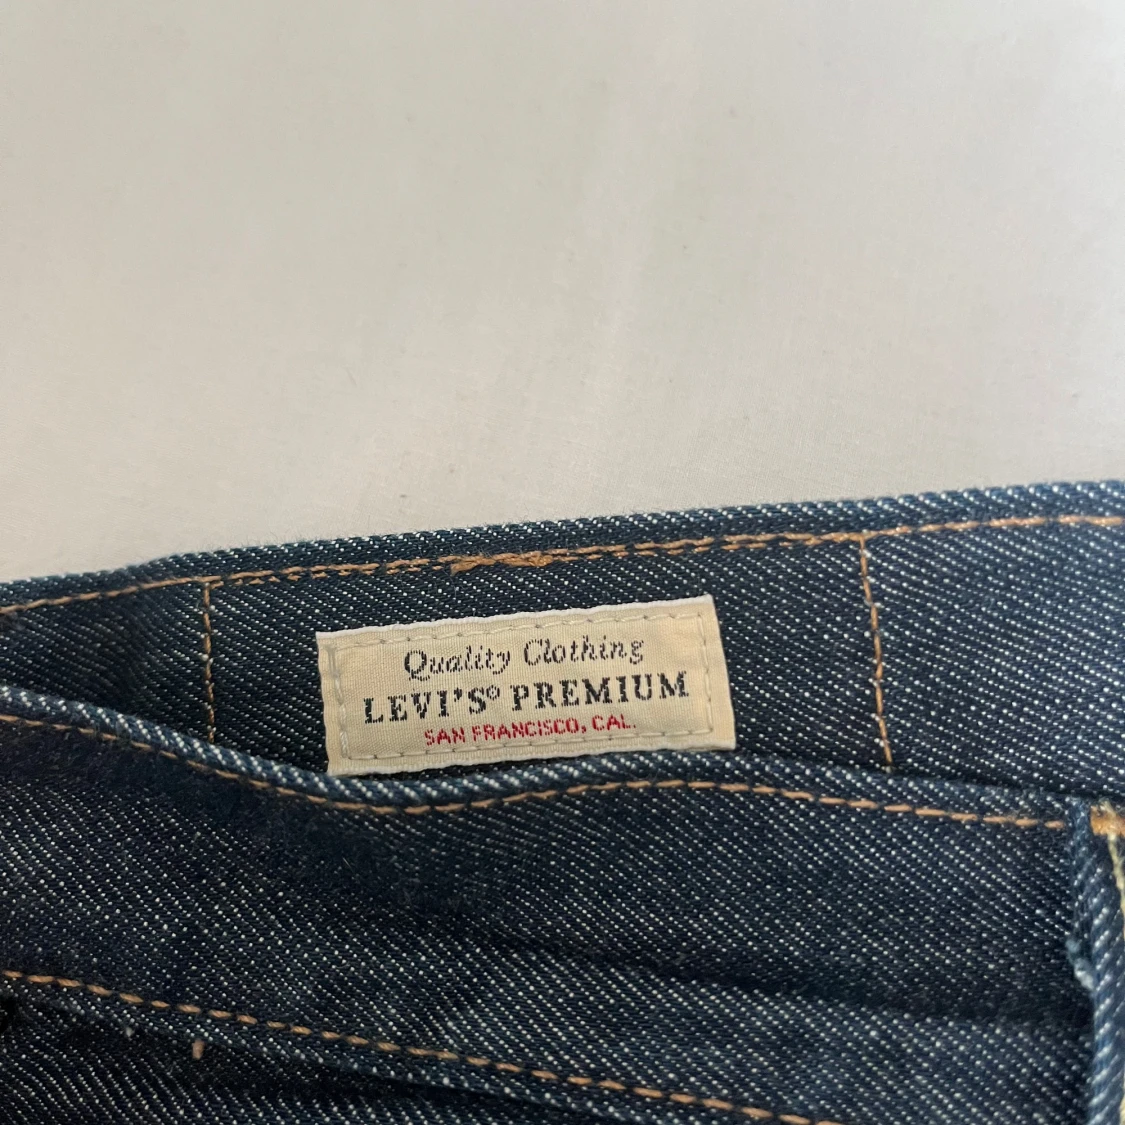 Quality Clothing
LEVI'S® PREMIUM
SAN FRANCISCO, CAL.